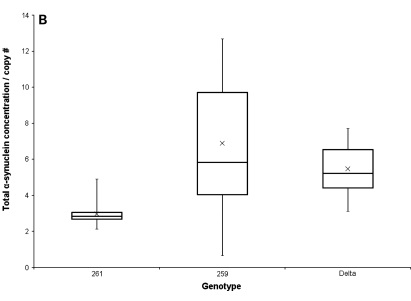 B
14
12
10
8
6
4
2
0
Total α-synuclein concentration / copy #
261 259 Delta
Genotype